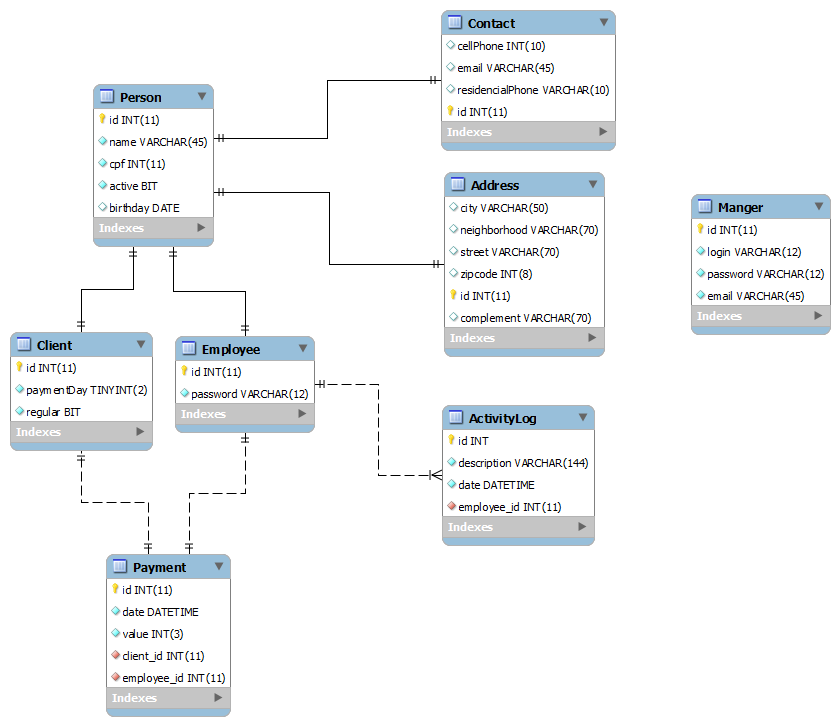 Contact
cellPhone INT(10)
email VARCHAR(45)
residencialPhone VARCHAR(10)
id INT(11)
Indexes
Person
id INT(11)
name VARCHAR(45)
cpf INT(11)
active BIT
birthday DATE
Indexes
Address
city VARCHAR(50)
neighborhood VARCHAR(70)
street VARCHAR(70)
zipcode INT(8)
id INT(11)
complement VARCHAR(70)
Indexes
Manger
id INT(11)
login VARCHAR(12)
password VARCHAR(12)
email VARCHAR(45)
Indexes
Client
id INT(11)
paymentDay TINYINT(2)
regular BIT
Indexes
Employee
id INT(11)
password VARCHAR(12)
Indexes
ActivityLog
id INT
description VARCHAR(144)
date DATETIME
employee_id INT(11)
Indexes
Payment
id INT(11)
date DATETIME
value INT(3)
client_id INT(11)
employee_id INT(11)
Indexes